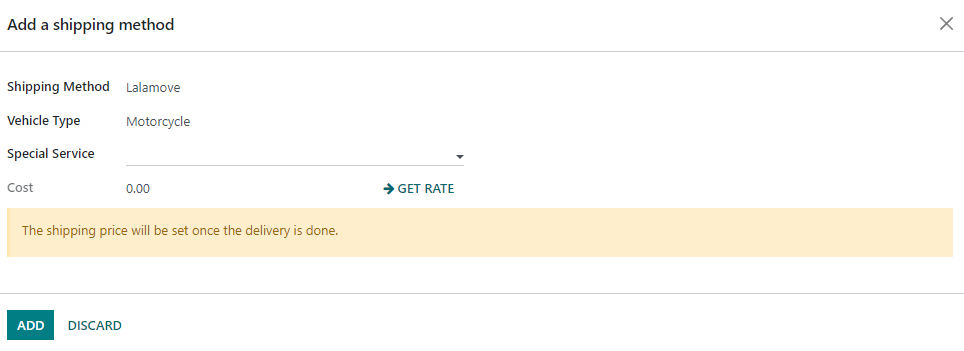 Add a shipping method
Shipping Method Lalamove
Vehicle Type Motorcycle
Special Service
Cost 0.00 GET RATE
The shipping price will be set once the delivery is done.
ADD DISCARD